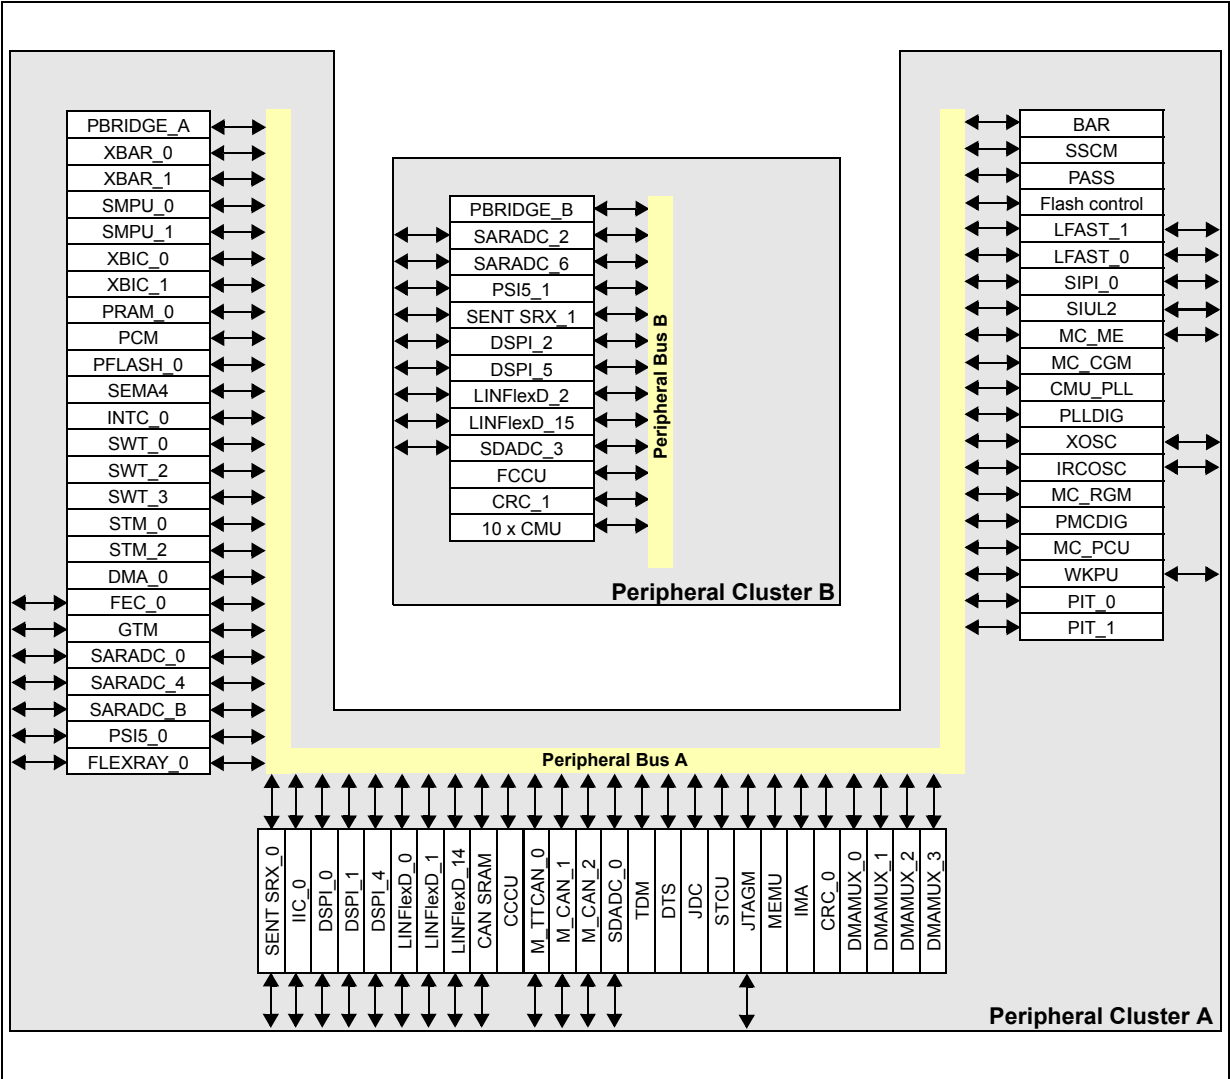 PBRIDGE_A
XBAR_0
XBAR_1
SMPU_0
SMPU_1
XBIC_0
XBIC_1
PRAM_0
PCM
PFLASH_0
SEMA4
INTC_0
SWT_0
SWT_2
SWT_3
STM_0
STM_2
DMA_0
FEC_0
GTM
SARADC_0
SARADC_4
SARADC_B
PSI5_0
FLEXRAY_0
PBRIDGE_B
SARADC_2
SARADC_6
PSI5_1
SENT SRX_1
DSPI_2
DSPI_5
LINFlexD_2
LINFlexD_15
SDADC_3
FCCU
CRC_1
10 x CMU
Peripheral Bus B
Peripheral Cluster B
BAR
SSCM
PASS
Flash control
LFAST_1
LFAST_0
SIPI_0
SIUL2
MC_ME
MC_CGM
CMU_PLL
PLLDIG
XOSC
IRCOSC
MC_RGM
PMCDIG
MC_PCU
WKPU
PIT_0
PIT_1
Peripheral Bus A
SENT SRX_0
IIC_0
DSPI_0
DSPI_1
DSPI_4
LINFlexD_0
LINFlexD_1
LINFlexD_14
CAN SRAM
CCCU
M_TTCAN_0
M_CAN_1
M_CAN_2
SDADC_0
TDM
DTS
JDC
STCU
JTAGM
MEMU
IMA
CRC_0
DMAMUX_0
DMAMUX_1
DMAMUX_2
DMAMUX_3
Peripheral Cluster A